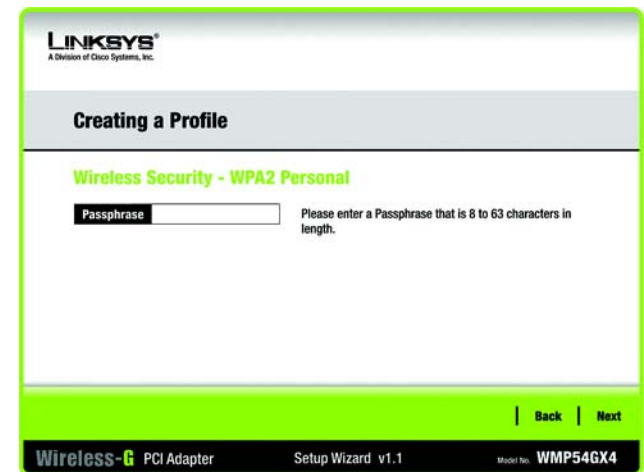 LINKSYS®
A Division of Cisco Systems, Inc.
Creating a Profile
Wireless Security - WPA2 Personal
Passphrase
Please enter a Passphrase that is 8 to 63 characters in
length.
Back Next
Wireless-G PCI Adapter Setup Wizard v1.1 Model No. WMP54GX4